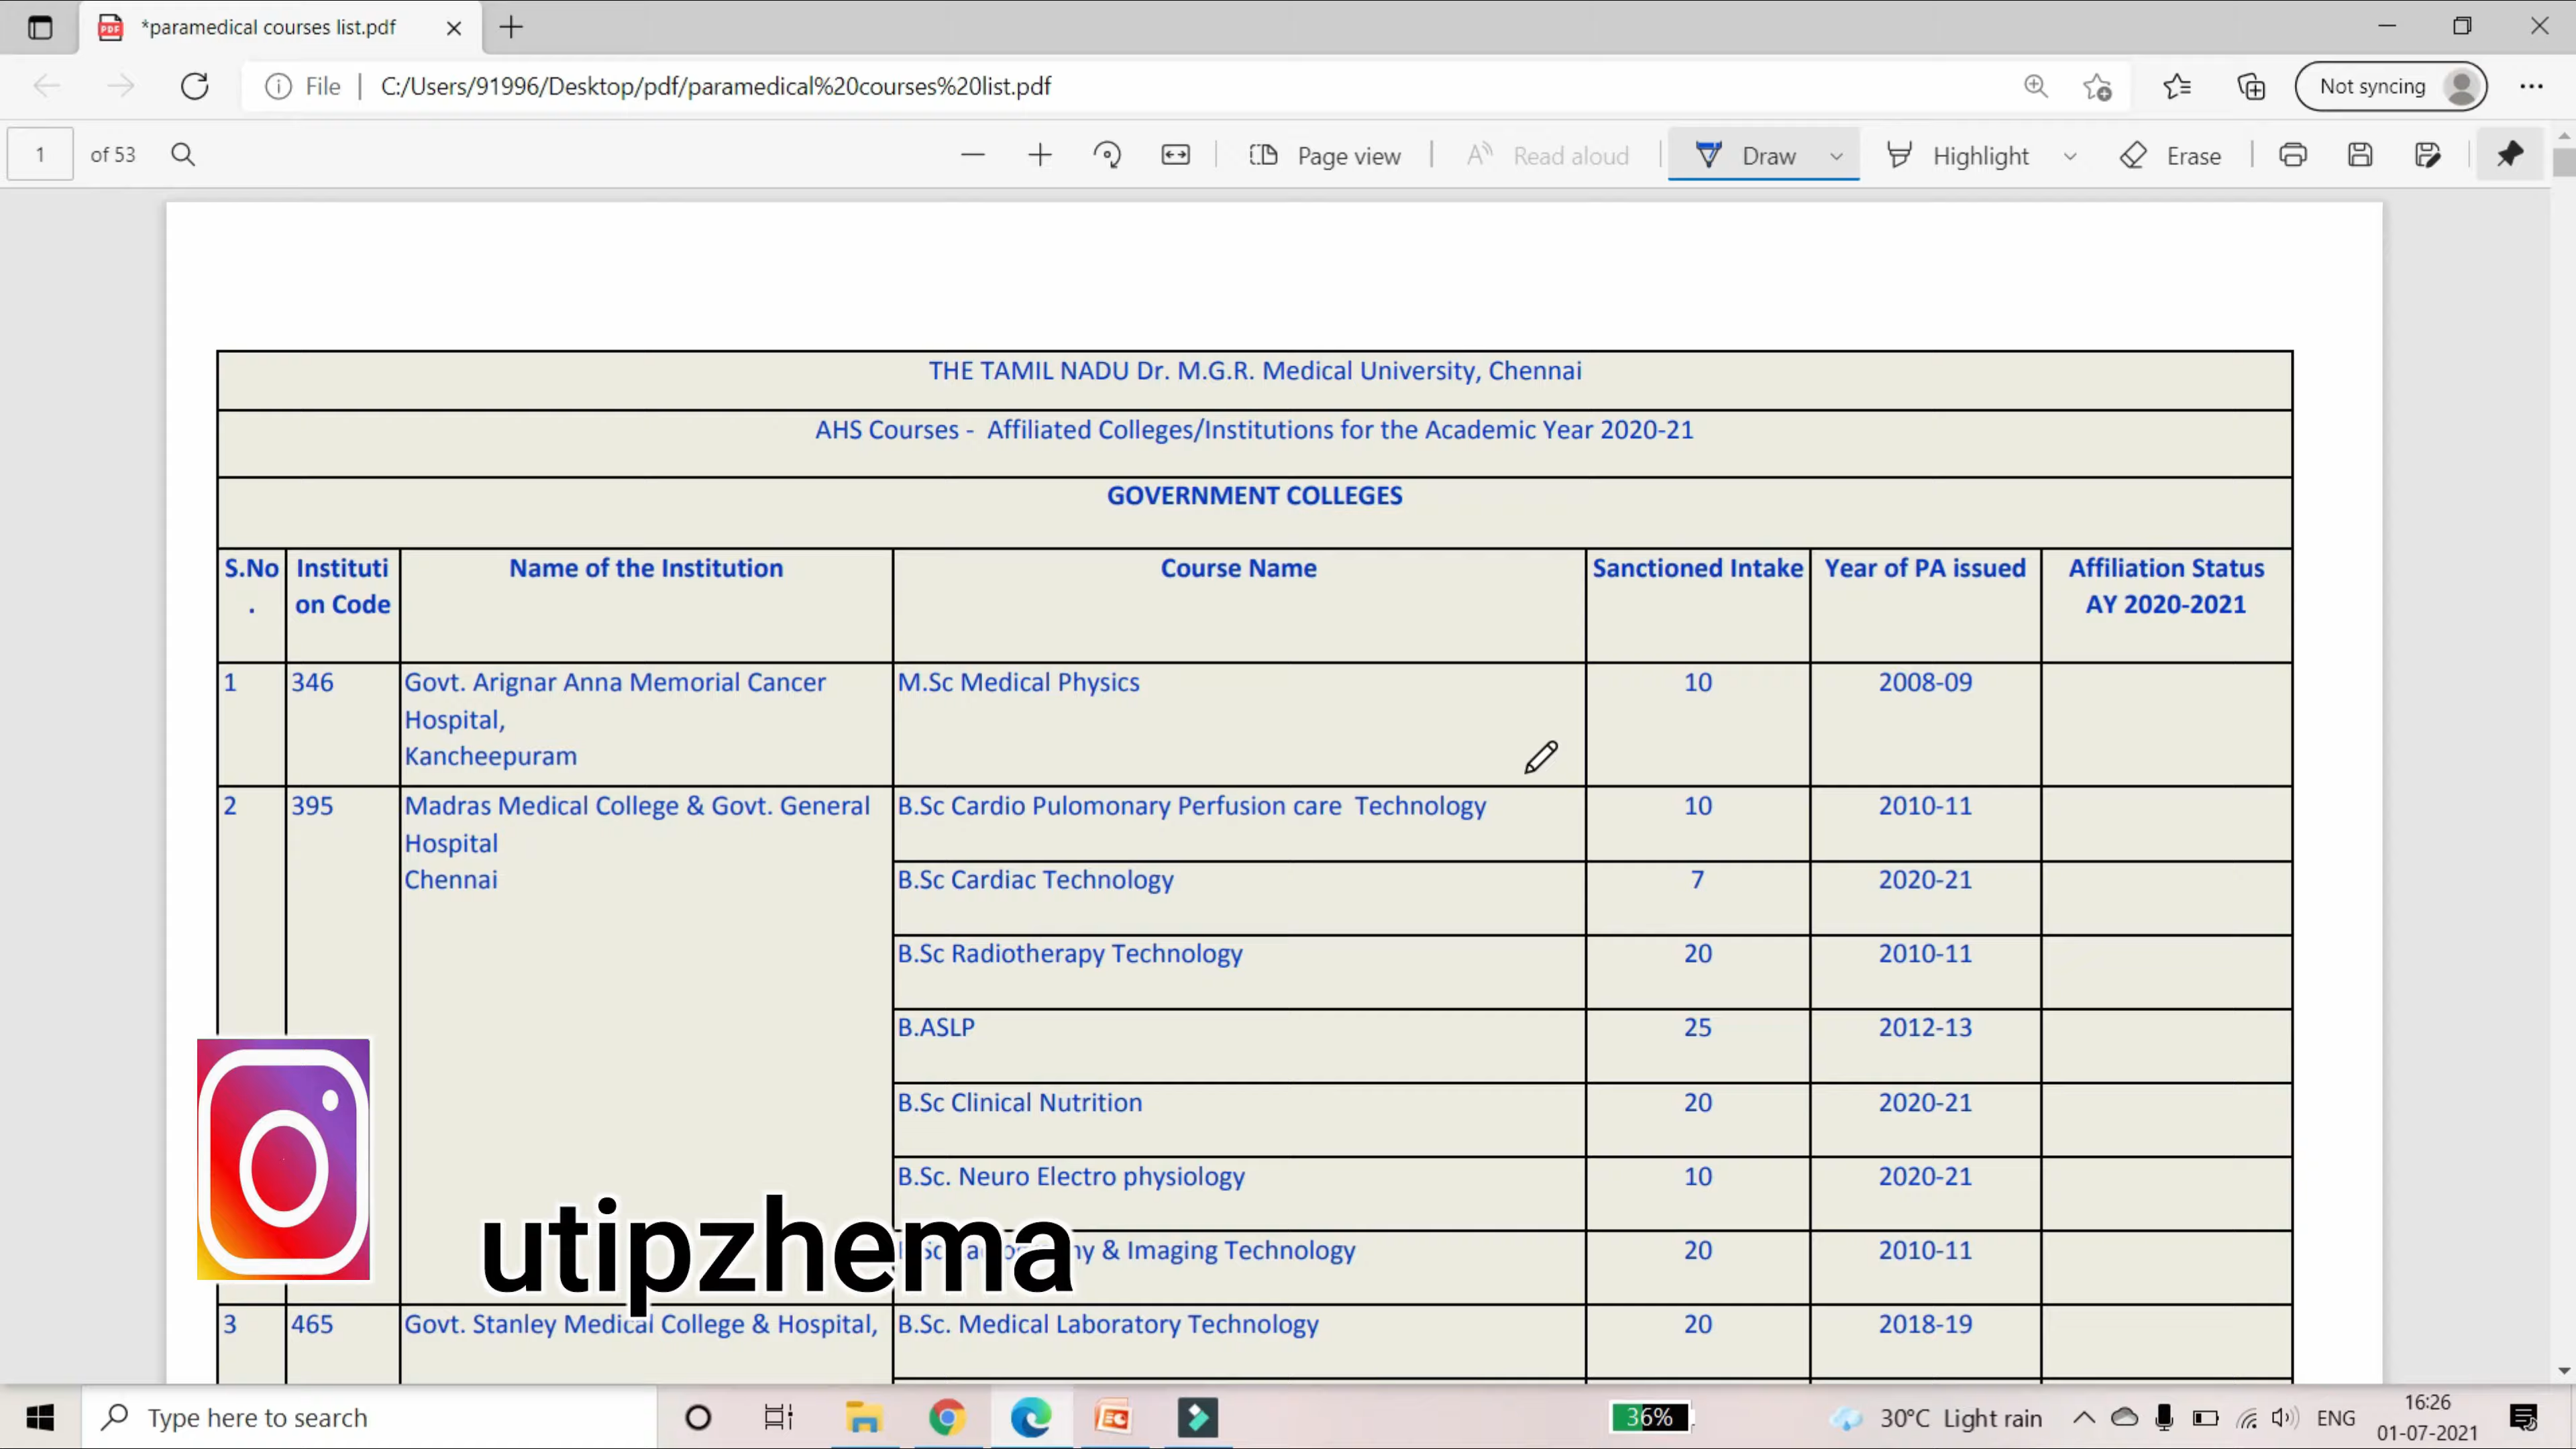 *paramedical courses list.pdf
File | C:/Users/91996/Desktop/pdf/paramedical%20courses%20list.pdf
Not syncing
1 of 53
Page view
Read aloud
Draw
Highlight
Erase
THE TAMIL NADU Dr. M.G.R. Medical University, Chennai
AHS Courses - Affiliated Colleges/Institutions for the Academic Year 2020-21
GOVERNMENT COLLEGES
S.No Instituti Name of the Institution Course Name Sanctioned Intake Year of PA issued Affiliation Status
. on Code AY 2020-2021
1 346 Govt. Arignar Anna Memorial Cancer M.Sc Medical Physics 10 2008-09
Hospital,
Kancheepuram
2 395 Madras Medical College & Govt. General B.Sc Cardio Pulomonary Perfusion care Technology 10 2010-11
Hospital
Chennai
B.Sc Cardiac Technology 7 2020-21
B.Sc Radiotherapy Technology 20 2010-11
B.ASLP 25 2012-13
B.Sc Clinical Nutrition 20 2020-21
B.Sc. Neuro Electro physiology 10 2020-21
& Imaging Technology 20 2010-11
utipzhema
3 465 Govt. Stanley Medical College & Hospital, B.Sc. Medical Laboratory Technology 20 2018-19
Type here to search
36%
30°C Light rain
ENG
16:26
01-07-2021